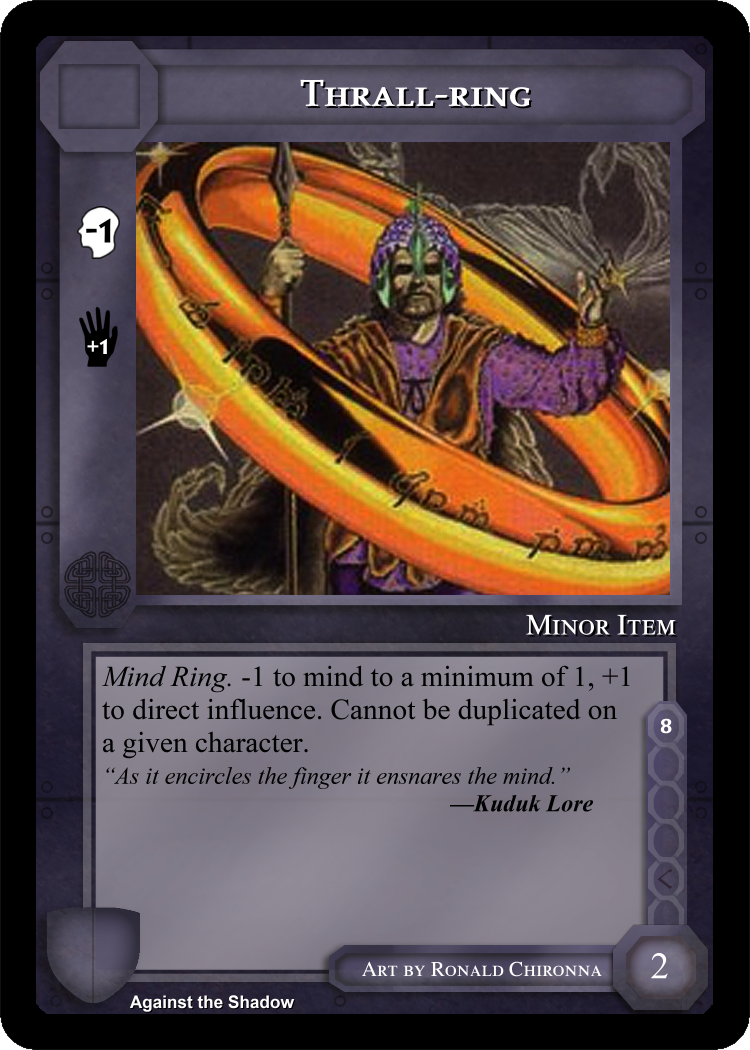 Thrall-ring
-1
+1
Minor Item
Mind Ring. -1 to mind to a minimum of 1, +1
to direct influence. Cannot be duplicated on
a given character.
“As it encircles the finger it ensnares the mind.”
—Kuduk Lore
8
Art by Ronald Chironna
2
Against the Shadow